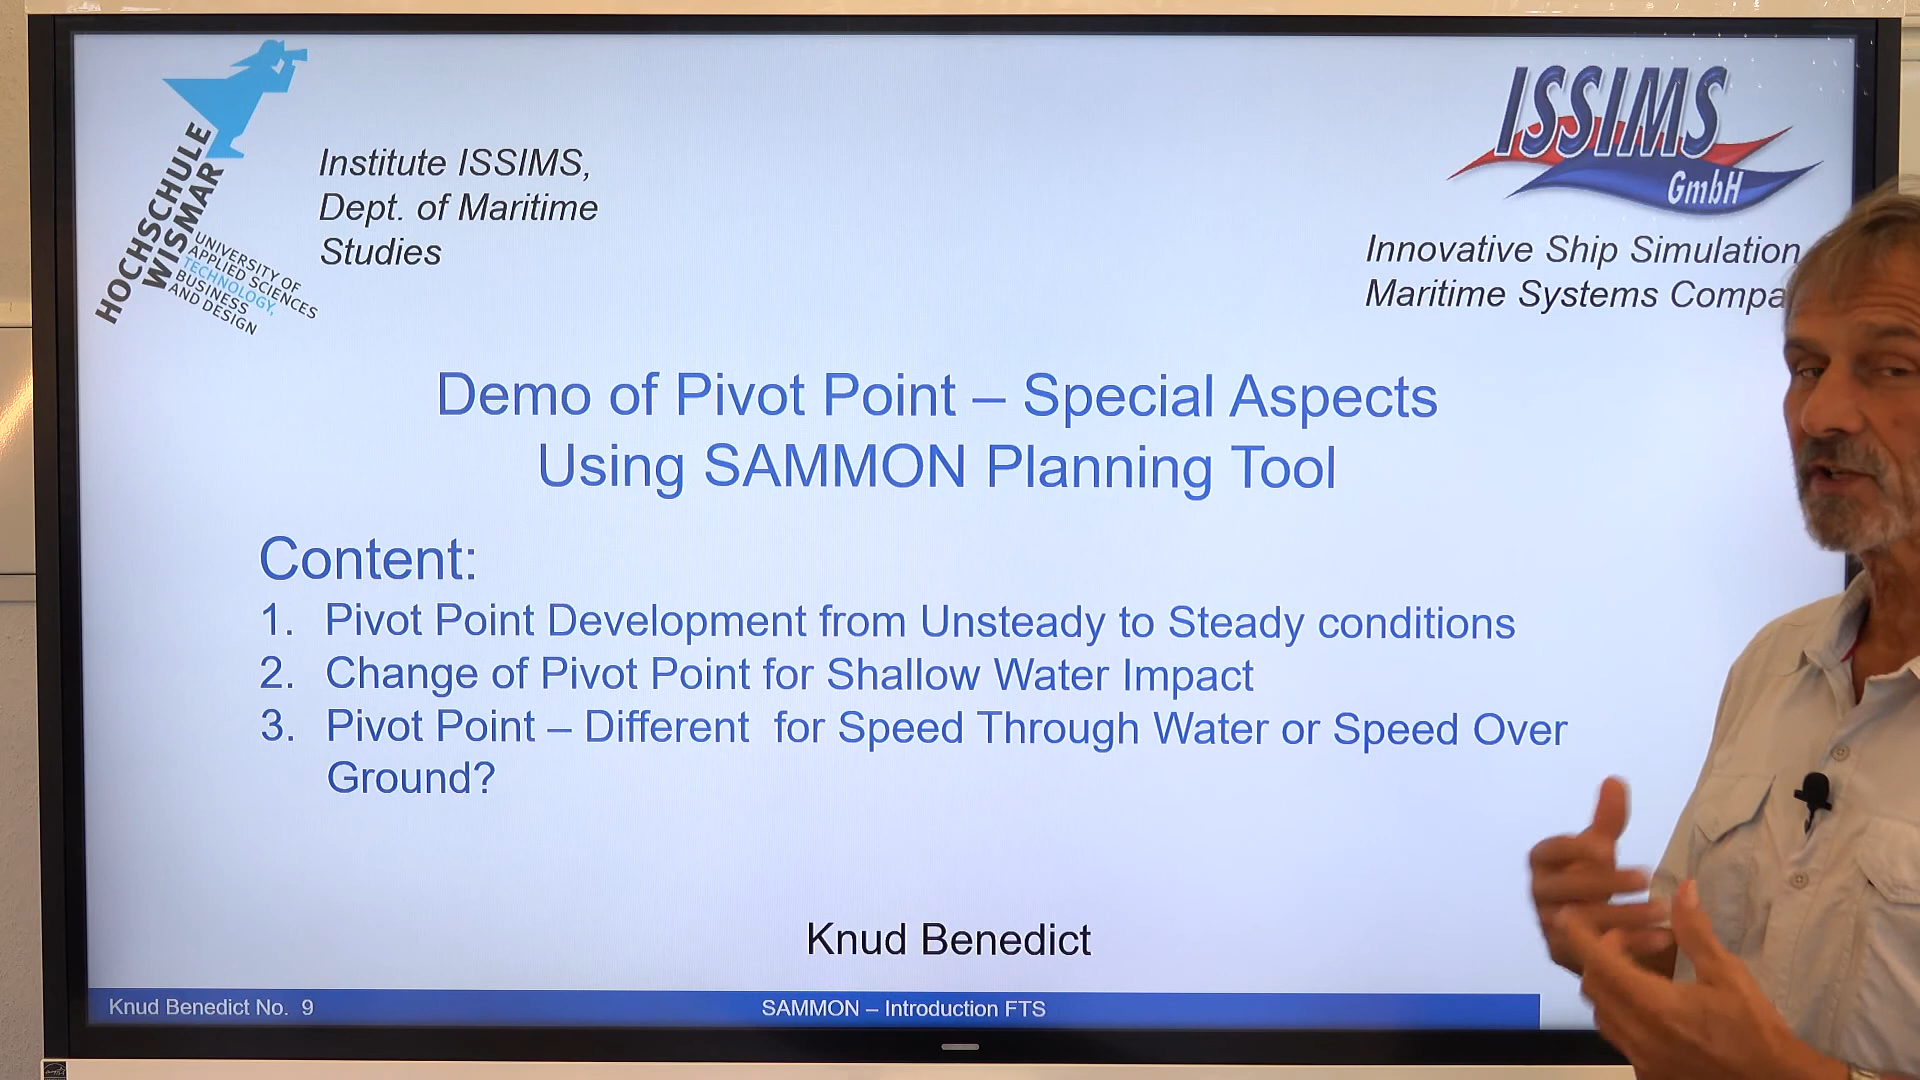 HOCHSCHULE
WISMAR
UNIVERSITY OF
APPLIED SCIENCES
TECHNOLOGY,
BUSINESS
AND DESIGN
Institute ISSIMS,
Dept. of Maritime
Studies
ISSIMS
GmbH
Innovative Ship Simulation
Maritime Systems
Demo of Pivot Point – Special Aspects
Using SAMMON Planning Tool
Content:
1. Pivot Point Development from Unsteady to Steady conditions
2. Change of Pivot Point for Shallow Water Impact
3. Pivot Point – Different for Speed Through Water or Speed Over
Ground?
Knud Benedict
Knud Benedict No. 9
SAMMON – Introduction FTS